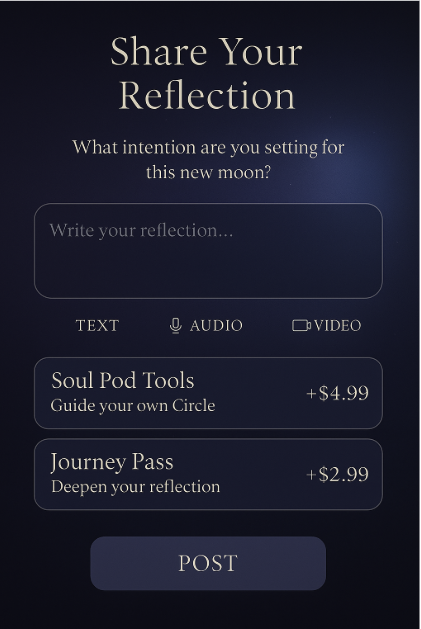 Share Your
Reflection
What intention are you setting for
this new moon?
Write your reflection...
TEXT AUDIO VIDEO
Soul Pod Tools
Guide your own Circle
+$4.99
Journey Pass
Deepen your reflection
+$2.99
POST